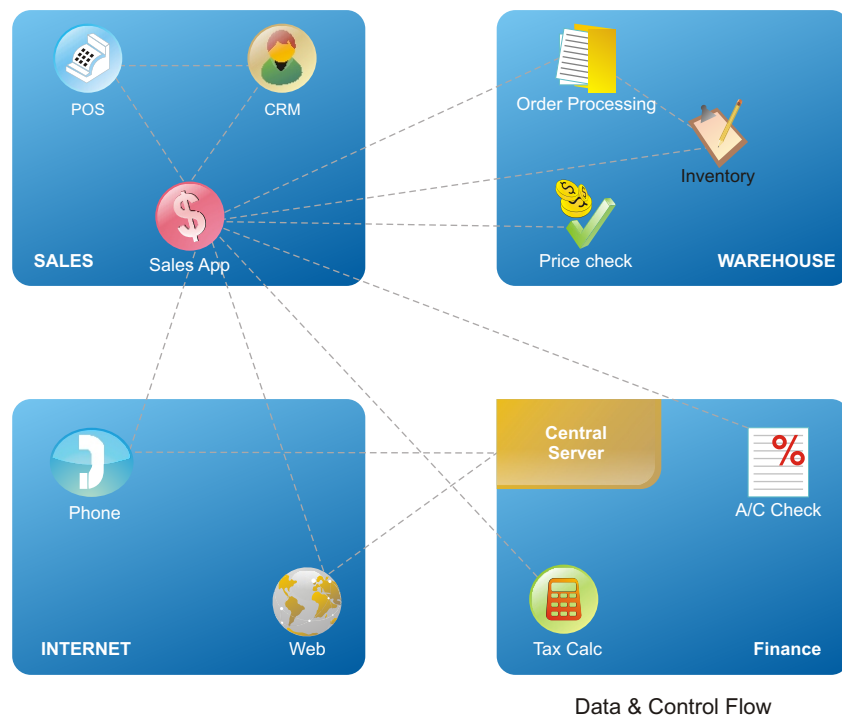 POS
CRM
Sales App
SALES
Order Processing
Inventory
Price check
WAREHOUSE
Phone
Web
INTERNET
Central
Server
%
A/C Check
Tax Calc
Finance
Data & Control Flow